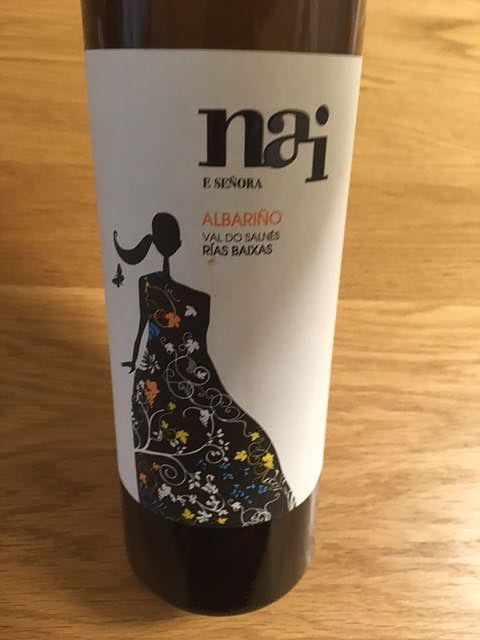 nai
E SEÑORA
ALBARIÑO
VAL DO SALNÉS
RÍAS BAIXAS